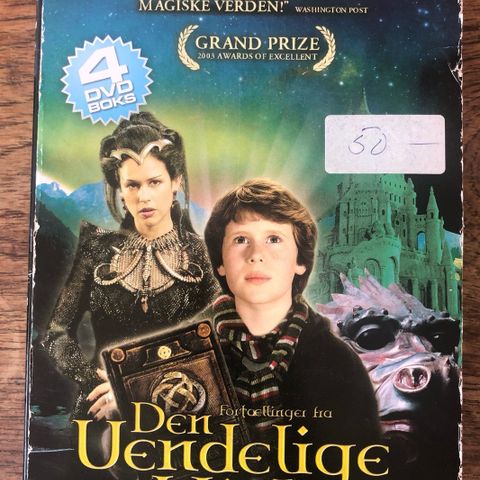 MAGISKE VERDEN!" WASHINGTON POST
GRAND PRIZE
2003 AWARDS OF EXCELLENT
4
DVD
BOKS
50 –
Fortællinger fra
Den
Uendelige